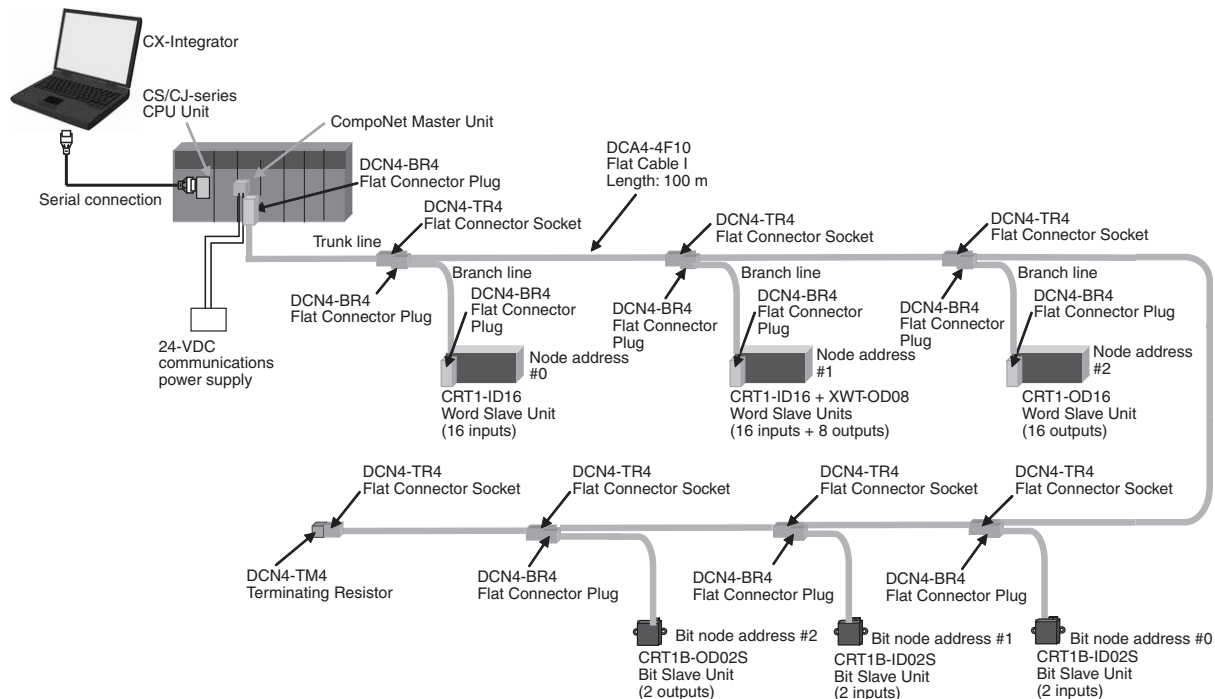 CX-Integrator
CS/CJ-series
CPU Unit
CompoNet Master Unit
DCN4-BR4
Flat Connector Plug
Serial connection
24-VDC
communications
power supply
Trunk line
DCN4-TR4
Flat Connector Socket
DCA4-4F10
Flat Cable I
Length: 100 m
DCN4-TR4
Flat Connector Socket
DCN4-TR4
Flat Connector Socket
DCN4-BR4
Flat Connector Plug
Branch line
DCN4-BR4
Flat Connector
Plug
Node address
#0
CRT1-ID16
Word Slave Unit
(16 inputs)
DCN4-BR4
Flat Connector
Plug
Branch line
DCN4-BR4
Flat Connector
Plug
Node address
#1
CRT1-ID16 + XWT-OD08
Word Slave Units
(16 inputs + 8 outputs)
DCN4-BR4
Flat Connector
Plug
Branch line
DCN4-BR4
Flat Connector
Plug
Node address
#2
CRT1-OD16
Word Slave Unit
(16 outputs)
DCN4-TR4
Flat Connector Socket
DCN4-TR4
Flat Connector Socket
DCN4-TR4
Flat Connector Socket
DCN4-TR4
Flat Connector Socket
DCN4-TM4
Terminating Resistor
DCN4-BR4
Flat Connector Plug
DCN4-BR4
Flat Connector Plug
DCN4-BR4
Flat Connector Plug
Bit node address #2
CRT1B-OD02S
Bit Slave Unit
(2 outputs)
Bit node address #1
CRT1B-ID02S
Bit Slave Unit
(2 inputs)
Bit node address #0
CRT1B-ID02S
Bit Slave Unit
(2 inputs)